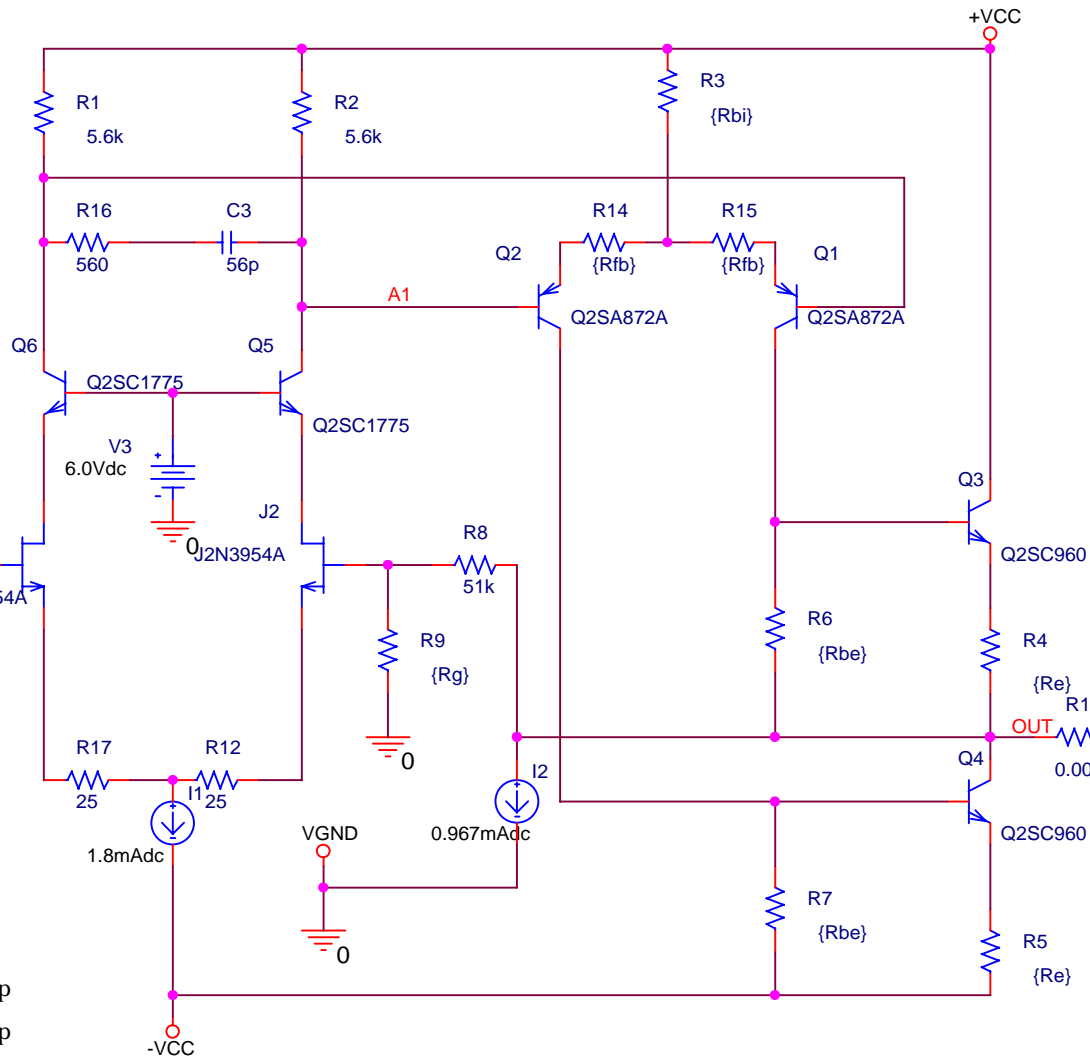 +VCC
R1
5.6k
R2
5.6k
R3
{Rbi}
R16
560
C3
56p
R14
{Rfb}
R15
{Rfb}
Q2
Q1
A1
Q2SA872A
Q2SA872A
Q6
Q5
Q2SC1775
Q2SC1775
V3
6.0Vdc
+
-
0
J2
J2N3954A
54A
R8
51k
Q3
Q2SC960
R9
{Rg}
0
R6
{Rbe}
R4
{Re}
R1
OUT
0.00
R17
25
R12
25
I1
+
-
1.8mAdc
I2
+
-
0.967mAdc
Q4
Q2SC960
VGND
0
R7
{Rbe}
R5
{Re}
p
p
-VCC